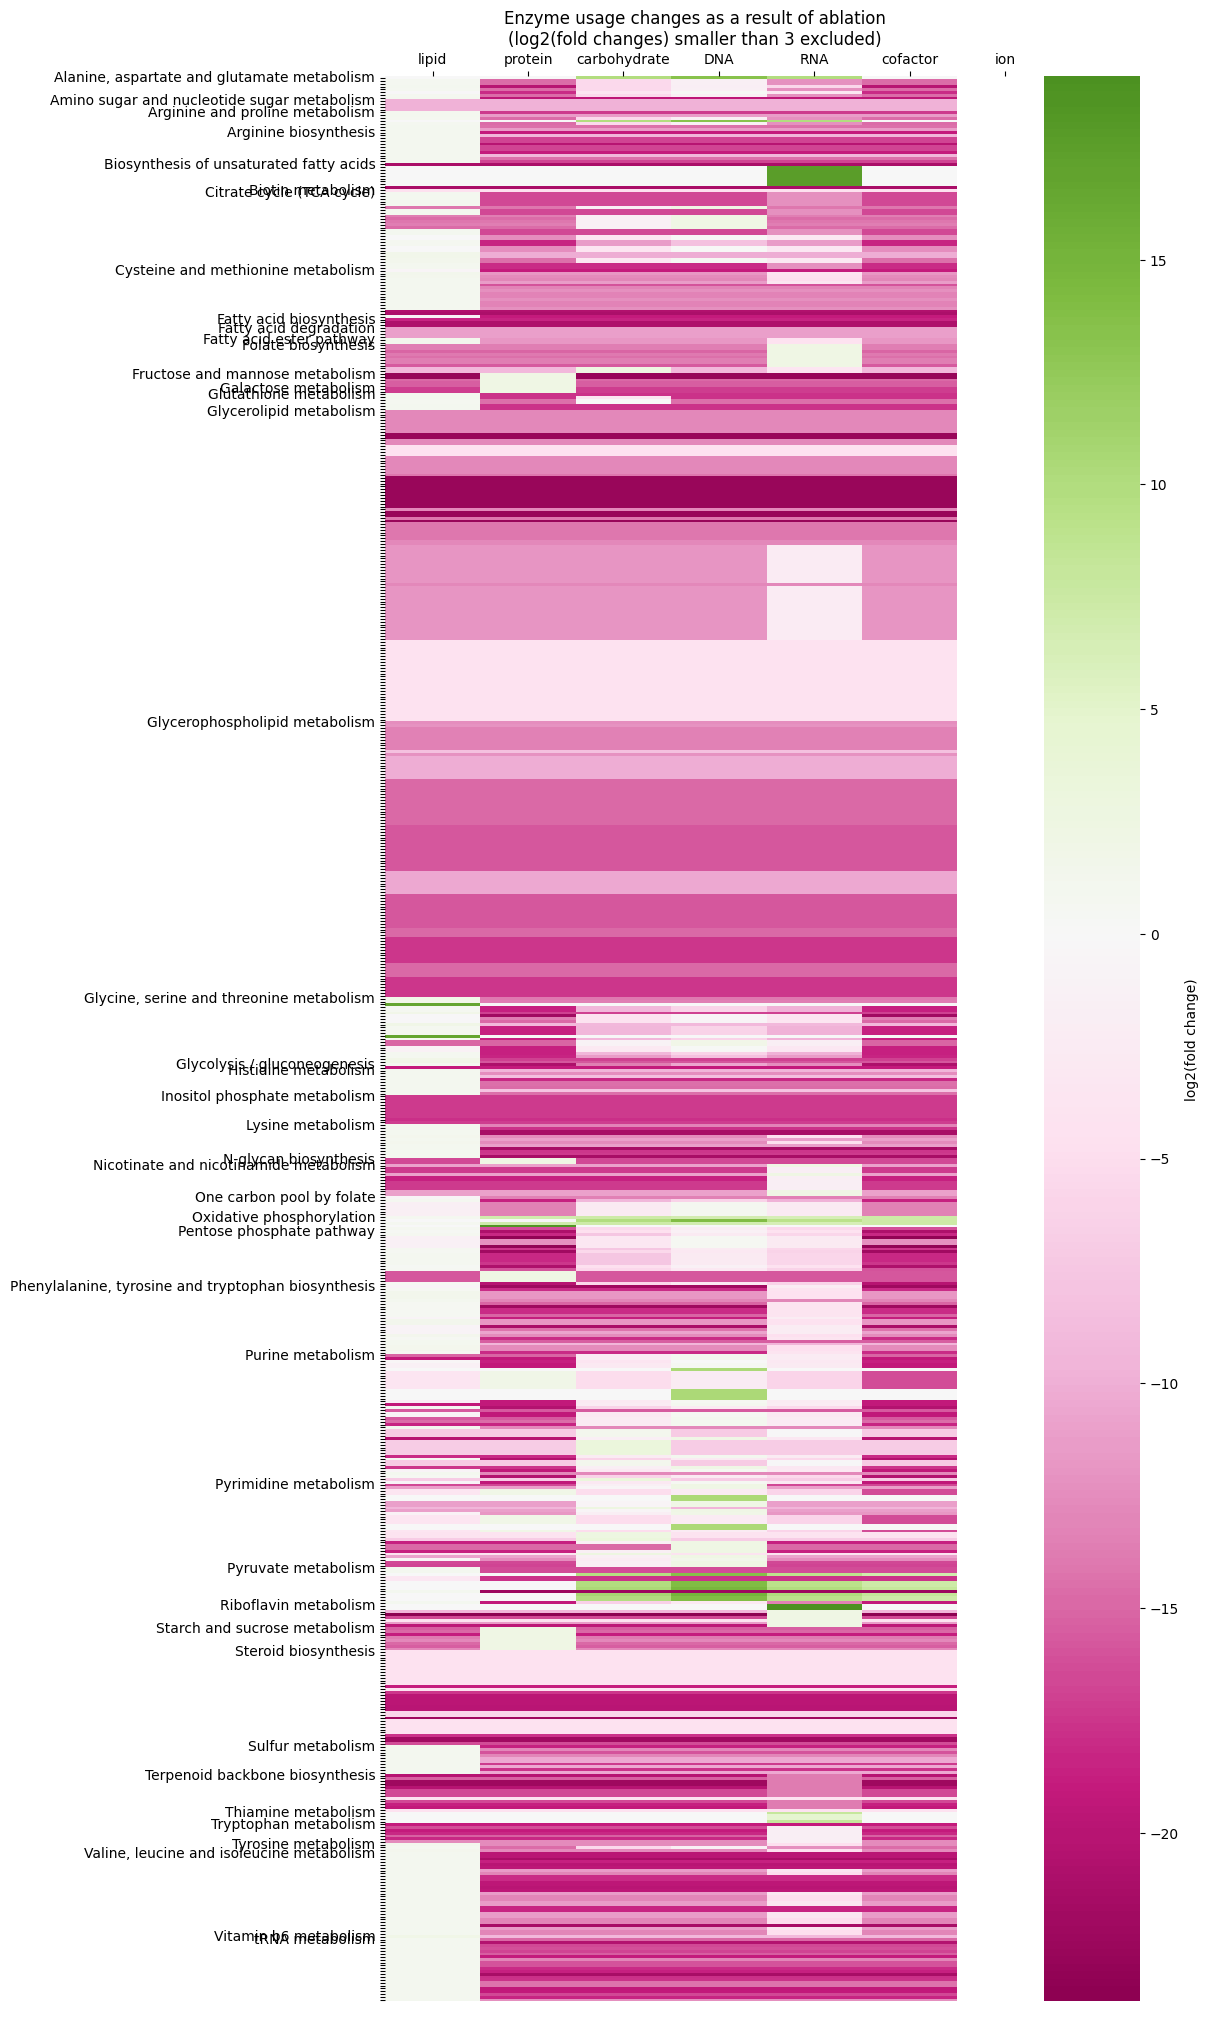 Enzyme usage changes as a result of ablation
(log2(fold changes) smaller than 3 excluded)
lipid
protein
carbohydrate
DNA
RNA
cofactor
ion
Alanine, aspartate and glutamate metabolism
Amino sugar and nucleotide sugar metabolism
Arginine and proline metabolism
Arginine biosynthesis
Biosynthesis of unsaturated fatty acids
Biotin metabolism
Citrate cycle (TCA cycle)
Cysteine and methionine metabolism
Fatty acid biosynthesis
Fatty acid degradation
Fatty acid ester pathway
Folate biosynthesis
Fructose and mannose metabolism
Galactose metabolism
Glutathione metabolism
Glycerolipid metabolism
Glycerophospholipid metabolism
Glycine, serine and threonine metabolism
Glycolysis / gluconeogenesis
Histidine metabolism
Inositol phosphate metabolism
Lysine metabolism
N-glycan biosynthesis
Nicotinate and nicotinamide metabolism
One carbon pool by folate
Oxidative phosphorylation
Pentose phosphate pathway
Phenylalanine, tyrosine and tryptophan biosynthesis
Purine metabolism
Pyrimidine metabolism
Pyruvate metabolism
Riboflavin metabolism
Starch and sucrose metabolism
Steroid biosynthesis
Sulfur metabolism
Terpenoid backbone biosynthesis
Thiamine metabolism
Tryptophan metabolism
Tyrosine metabolism
Valine, leucine and isoleucine metabolism
Vitamin b6 metabolism
tRNA metabolism
15
10
5
0
−5
−10
−15
−20
log2(fold change)